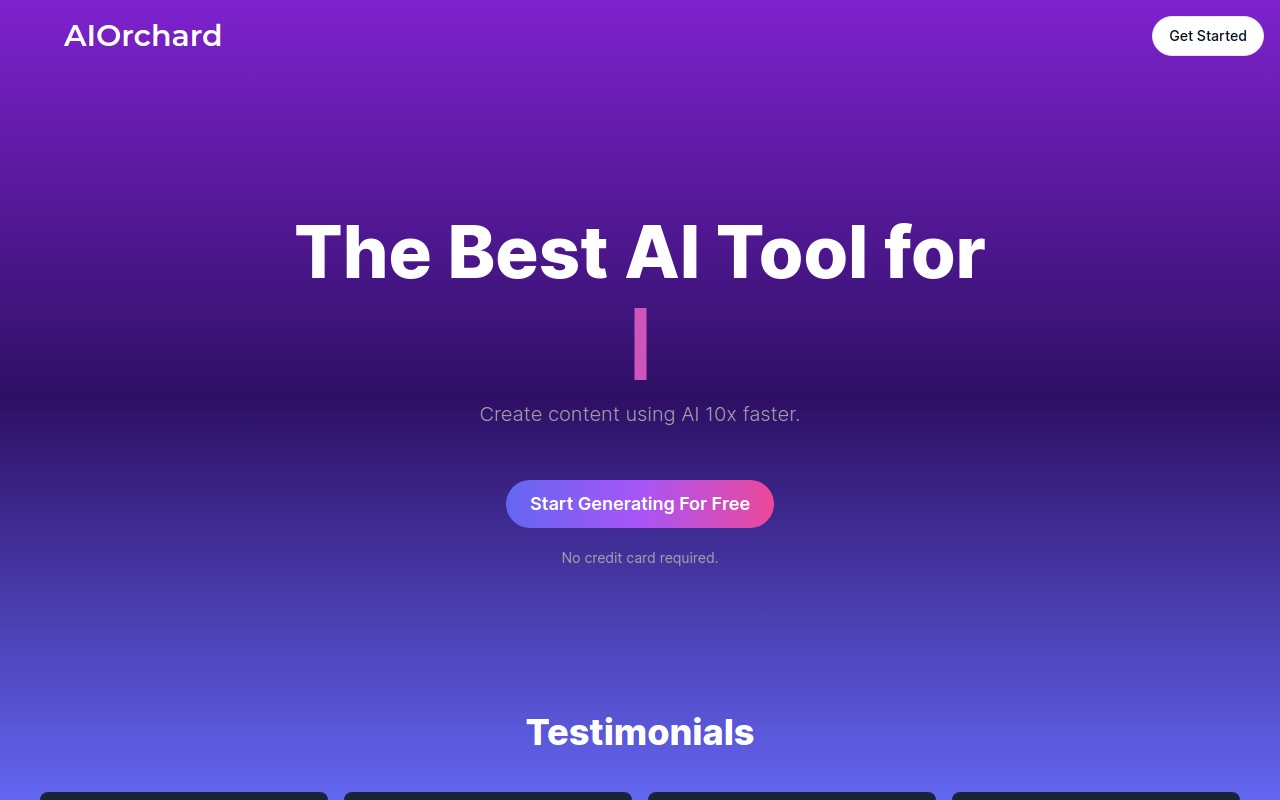 AIOrchard
Get Started
The Best AI Tool for
Create content using AI 10x faster.
Start Generating For Free
No credit card required.
Testimonials